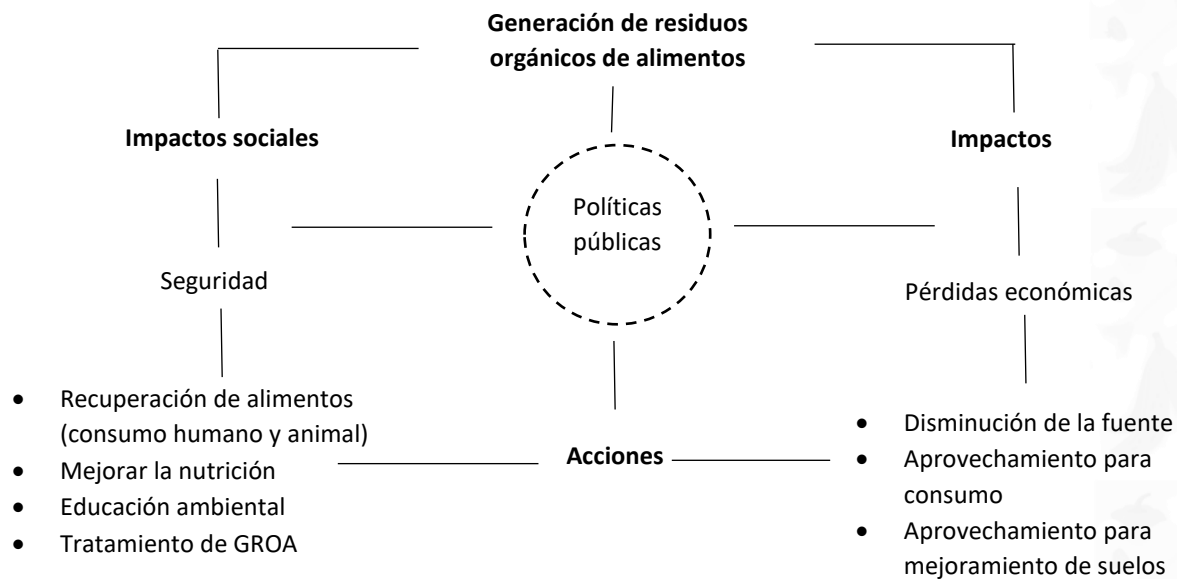 Generación de residuos
orgánicos de alimentos
Impactos sociales
Impactos
Políticas
públicas
Seguridad
Pérdidas económicas
• Recuperación de alimentos
(consumo humano y animal)
• Mejorar la nutrición
• Educación ambiental
• Tratamiento de GROA
Acciones
• Disminución de la fuente
• Aprovechamiento para
consumo
• Aprovechamiento para
mejoramiento de suelos